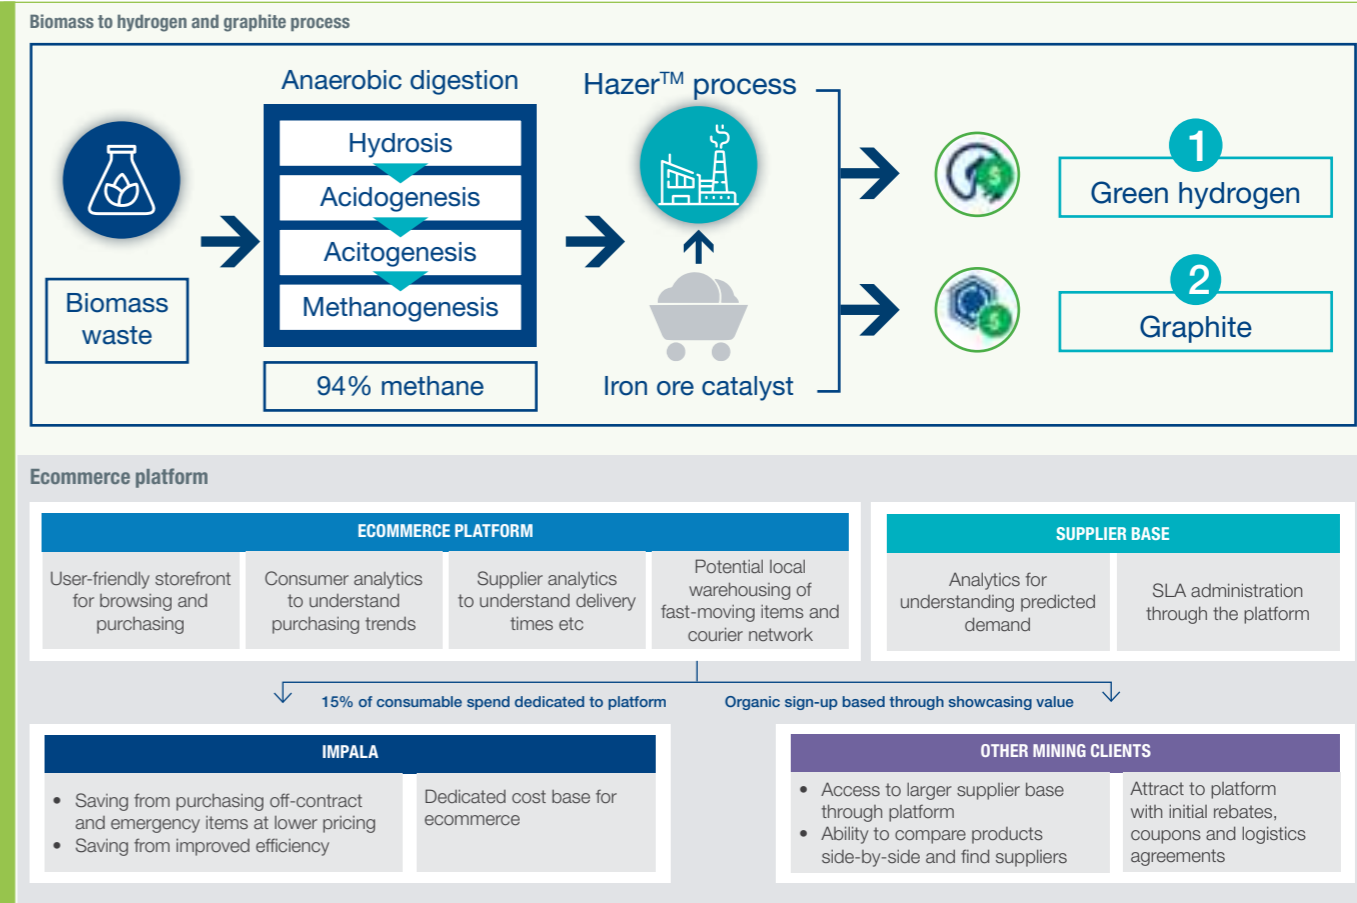 Biomass to hydrogen and graphite process
Biomass
waste
Anaerobic digestion
Hydrosis
Acidogenesis
Acitogenesis
Methanogenesis
94% methane
Hazer™ process
Iron ore catalyst
1
Green hydrogen
2
Graphite
Ecommerce platform
ECOMMERCE PLATFORM
User-friendly storefront
for browsing and
purchasing
Consumer analytics
to understand
purchasing trends
Supplier analytics
to understand delivery
times etc
Potential local
warehousing of
fast-moving items and
courier network
SUPPLIER BASE
Analytics for
understanding predicted
demand
SLA administration
through the platform
15% of consumable spend dedicated to platform
Organic sign-up based through showcasing value
IMPALA
• Saving from purchasing off-contract
and emergency items at lower pricing
• Saving from improved efficiency
Dedicated cost base for
ecommerce
OTHER MINING CLIENTS
• Access to larger supplier base
through platform
• Ability to compare products
side-by-side and find suppliers
Attract to platform
with initial rebates,
coupons and logistics
agreements